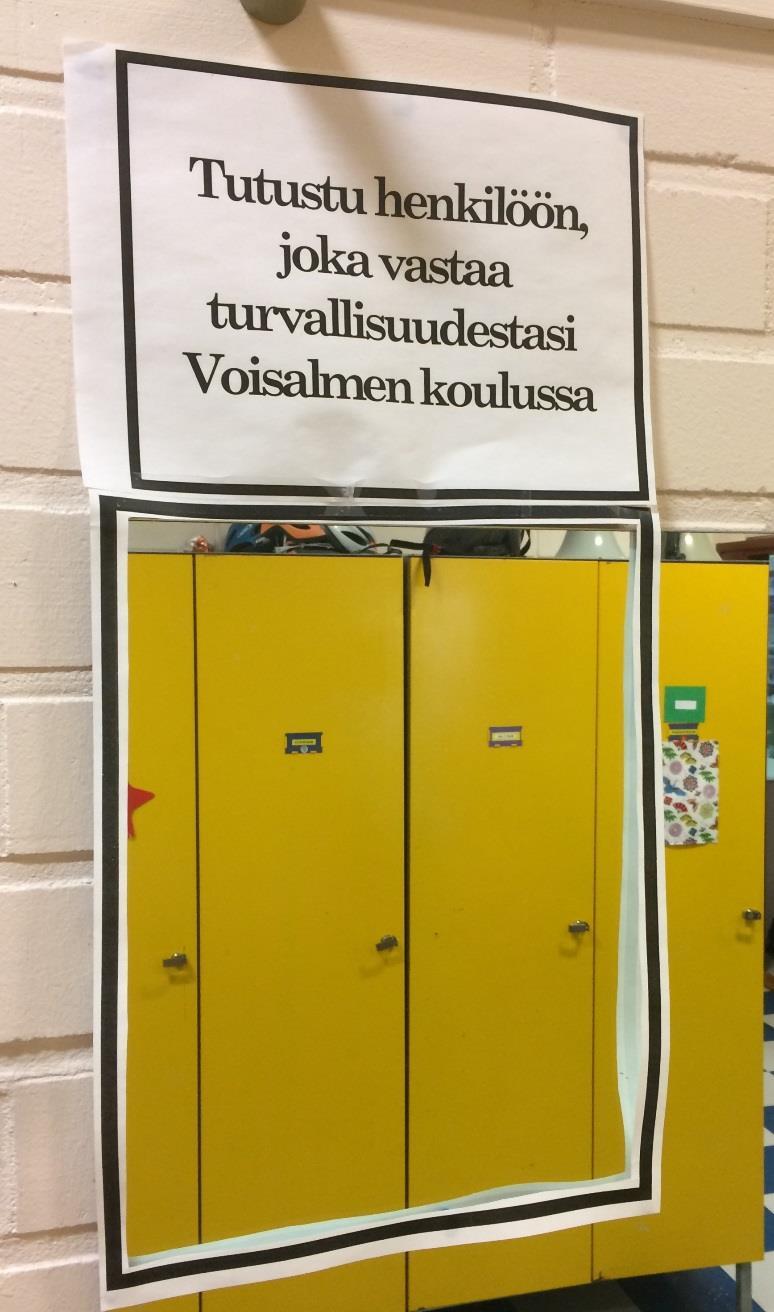 Tutustu henkilöön,
joka vastaa
turvallisuudestasi
Voisalmen koulussa